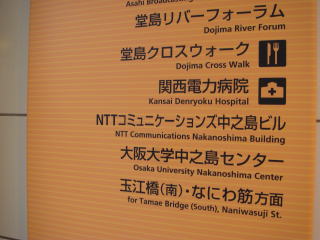 Asahi Broadcasting
堂島リバーフォーラム
Dojima River Forum
堂島クロスウォーク
Dojima Cross Walk
関西電力病院
Kansai Denryoku Hospital
NTTコミュニケーションズ中之島ビル
NTT Communications Nakanoshima Building
大阪大学中之島センター
Osaka University Nakanoshima Center
玉江橋(南)・なにわ筋方面
for Tamae Bridge (South), Naniwasuji St.